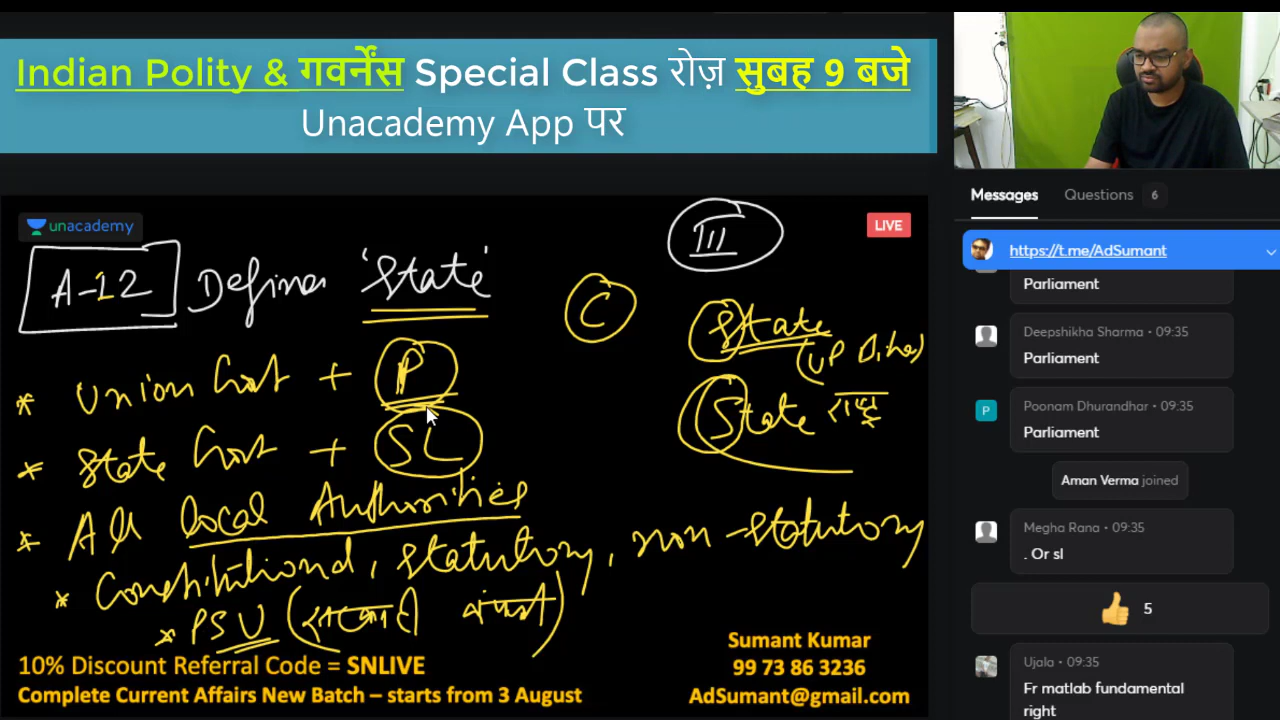 Indian Polity & गवर्नेंस Special Class रोज़ सुबह 9 बजे
Unacademy App पर
unacademy
LIVE
III
A-12 Defines 'State'
C
State
(UP Bihar)
State राष्ट्र
* Union Govt + P
* State Govt + SL
* All Local Authorities
* Constitutional, statutory, non-statutory
* PSU (सरकारी कंपनी)
10% Discount Referral Code = SNLIVE
Complete Current Affairs New Batch – starts from 3 August
Sumant Kumar
99 73 86 3236
AdSumant@gmail.com
Messages
Questions 6
https://t.me/AdSumant
Parliament
Deepshikha Sharma • 09:35
Parliament
P
Poonam Dhurandhar • 09:35
Parliament
Aman Verma joined
Megha Rana • 09:35
. Or sl
5
Ujala • 09:35
Fr matlab fundamental
right